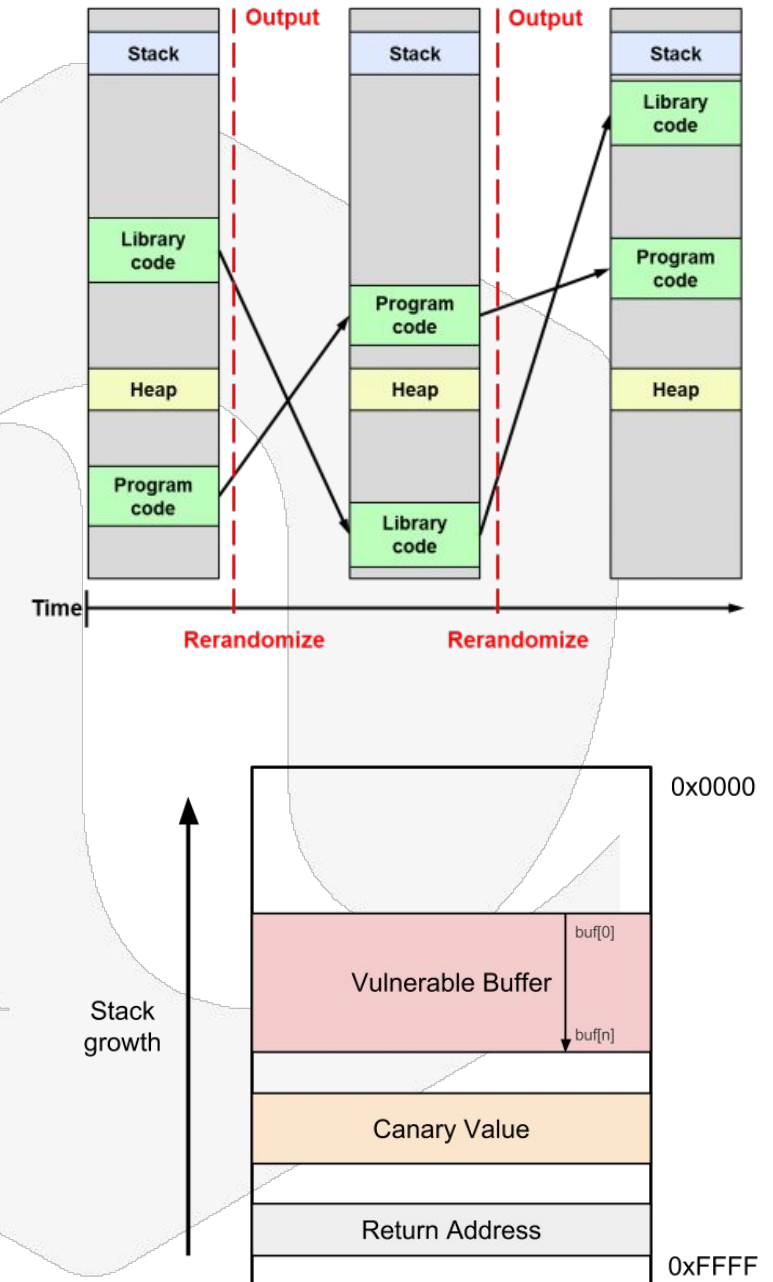 Output
Output
Stack
Stack
Stack
Library
code
Library
code
Program
code
Program
code
Heap
Heap
Heap
Program
code
Library
code
Time
Rerandomize
Rerandomize
0x0000
buf[0]
Vulnerable Buffer
Stack
growth
buf[n]
Canary Value
Return Address
0xFFFF